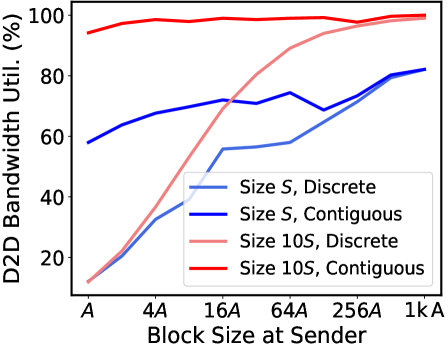 D2D Bandwidth Util. (%)
100
80
60
40
20
Size S, Discrete
Size S, Contiguous
Size 10S, Discrete
Size 10S, Contiguous
A 4A 16A 64A 256A 1kA
Block Size at Sender